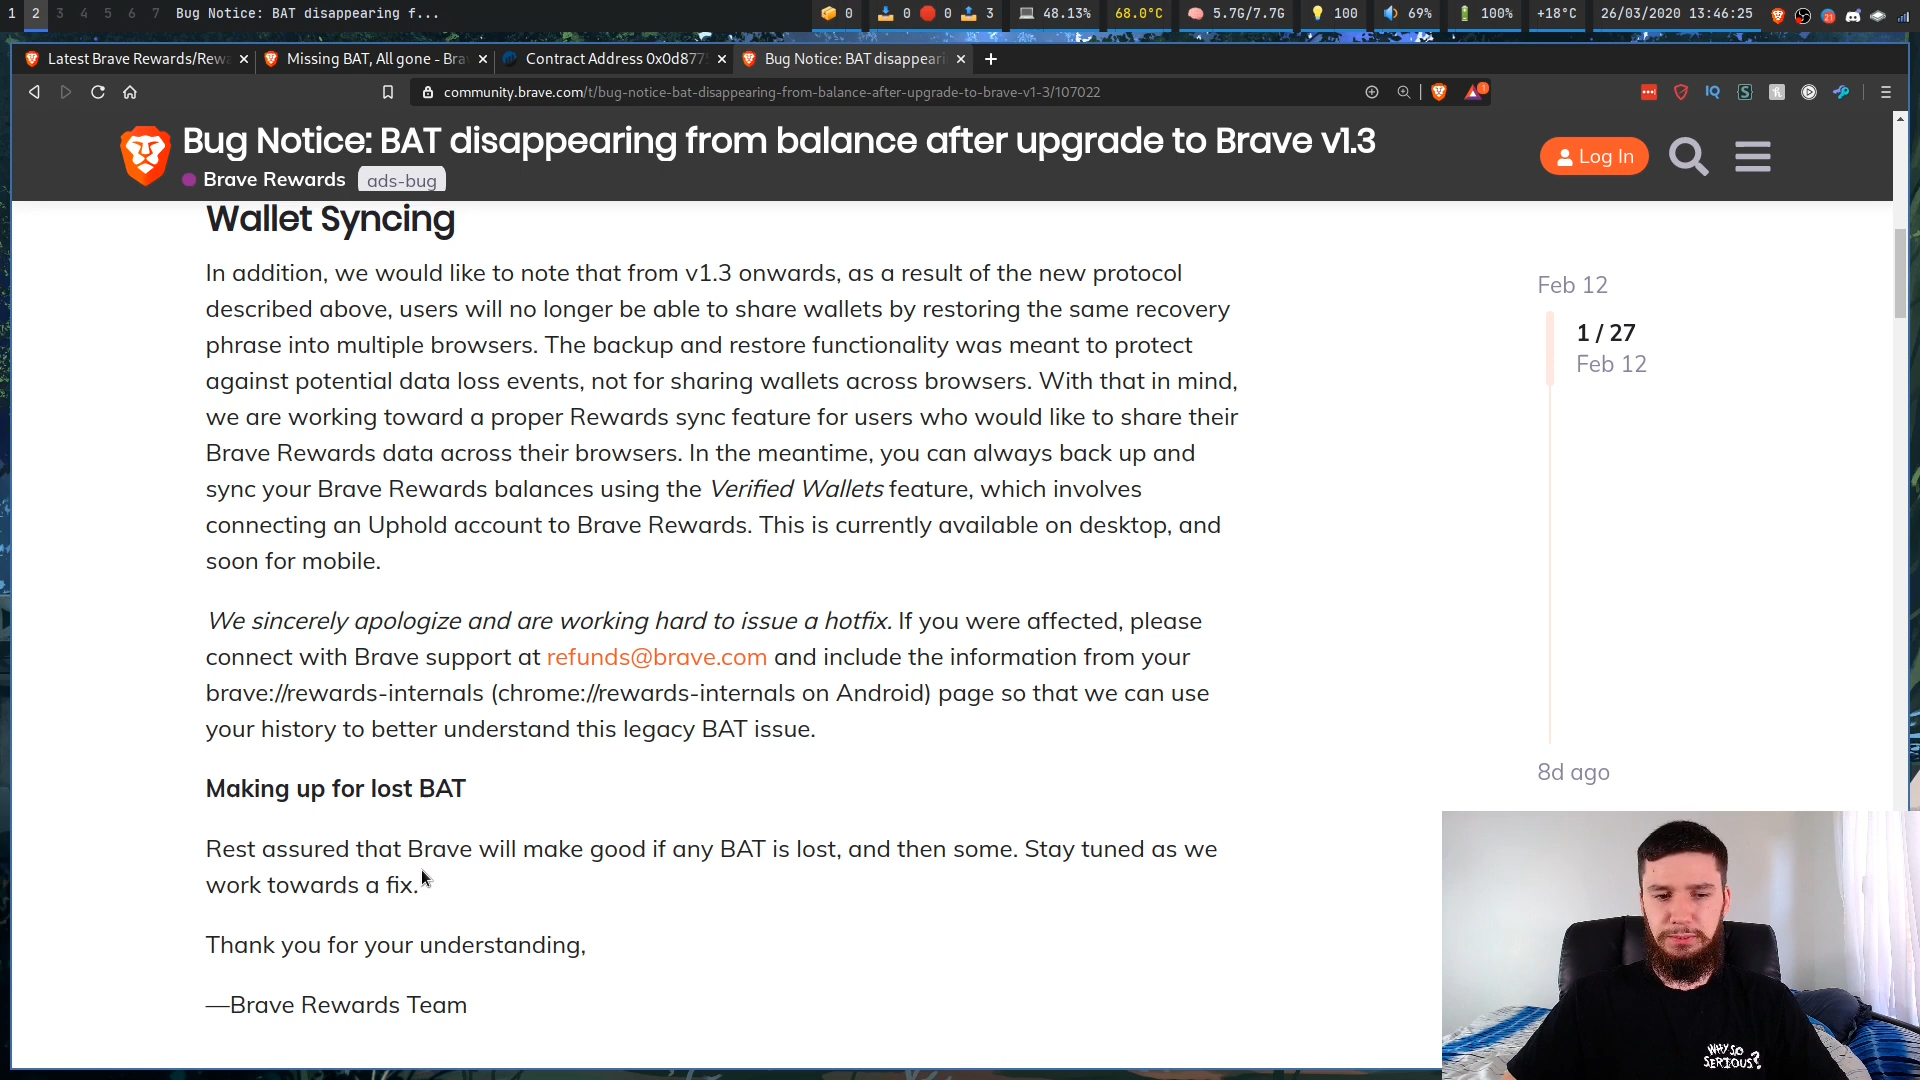 1 2 3 4 5 6 7 Bug Notice: BAT disappearing f... 0 0 0 3 48.13% 68.0°C 5.7G/7.7G 100 69% 100% +18°C 26/03/2020 13:46:25
Latest Brave Rewards/Rewa Missing BAT, All gone - Bra Contract Address 0x0d877 Bug Notice: BAT disappeari
community.brave.com/t/bug-notice-bat-disappearing-from-balance-after-upgrade-to-brave-v1-3/107022
Bug Notice: BAT disappearing from balance after upgrade to Brave v1.3
Brave Rewards ads-bug
Log In
Wallet Syncing
In addition, we would like to note that from v1.3 onwards, as a result of the new protocol
described above, users will no longer be able to share wallets by restoring the same recovery
phrase into multiple browsers. The backup and restore functionality was meant to protect
against potential data loss events, not for sharing wallets across browsers. With that in mind,
we are working toward a proper Rewards sync feature for users who would like to share their
Brave Rewards data across their browsers. In the meantime, you can always back up and
sync your Brave Rewards balances using the Verified Wallets feature, which involves
connecting an Uphold account to Brave Rewards. This is currently available on desktop, and
soon for mobile.
We sincerely apologize and are working hard to issue a hotfix. If you were affected, please
connect with Brave support at refunds@brave.com and include the information from your
brave://rewards-internals (chrome://rewards-internals on Android) page so that we can use
your history to better understand this legacy BAT issue.
Making up for lost BAT
Rest assured that Brave will make good if any BAT is lost, and then some. Stay tuned as we
work towards a fix.
Thank you for your understanding,
—Brave Rewards Team
Feb 12
1 / 27
Feb 12
8d ago
WHY SO
SERIOUS?